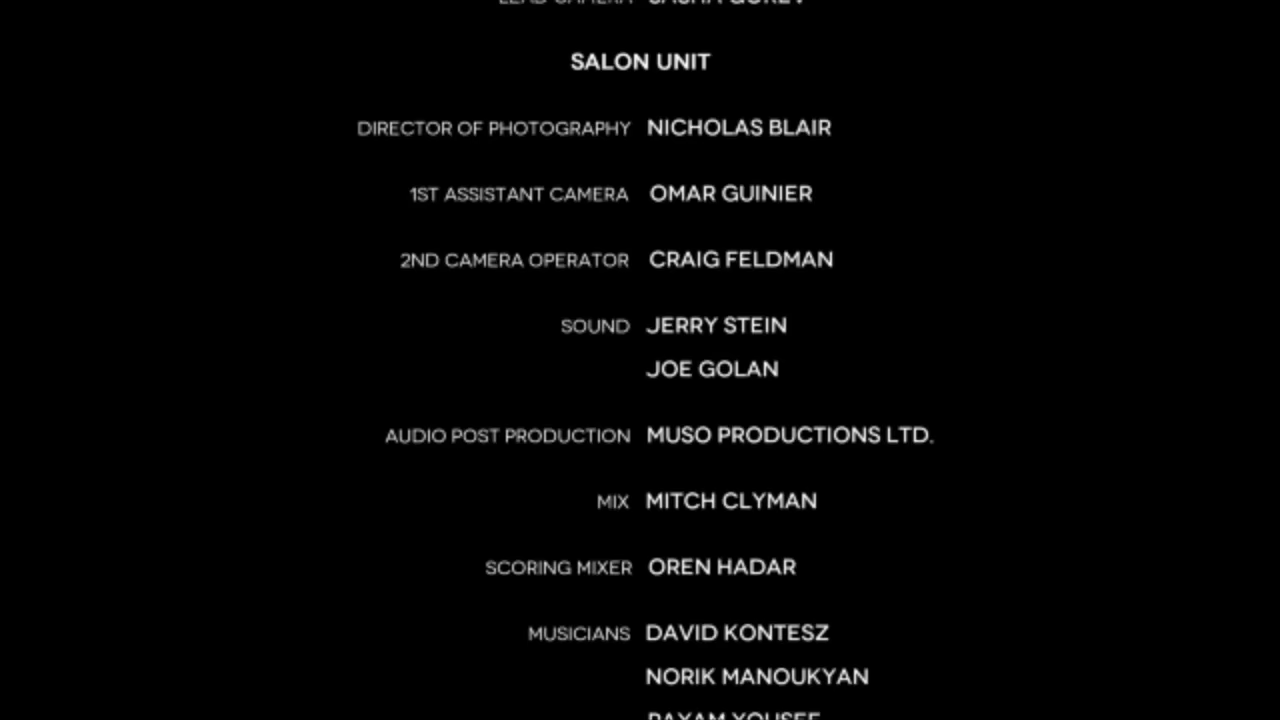 SALON UNIT
DIRECTOR OF PHOTOGRAPHY NICHOLAS BLAIR
1ST ASSISTANT CAMERA OMAR GUINIER
2ND CAMERA OPERATOR CRAIG FELDMAN
SOUND JERRY STEIN
JOE GOLAN
AUDIO POST PRODUCTION MUSO PRODUCTIONS LTD.
MIX MITCH CLYMAN
SCORING MIXER OREN HADAR
MUSICIANS DAVID KONTESZ
NORIK MANOUKYAN